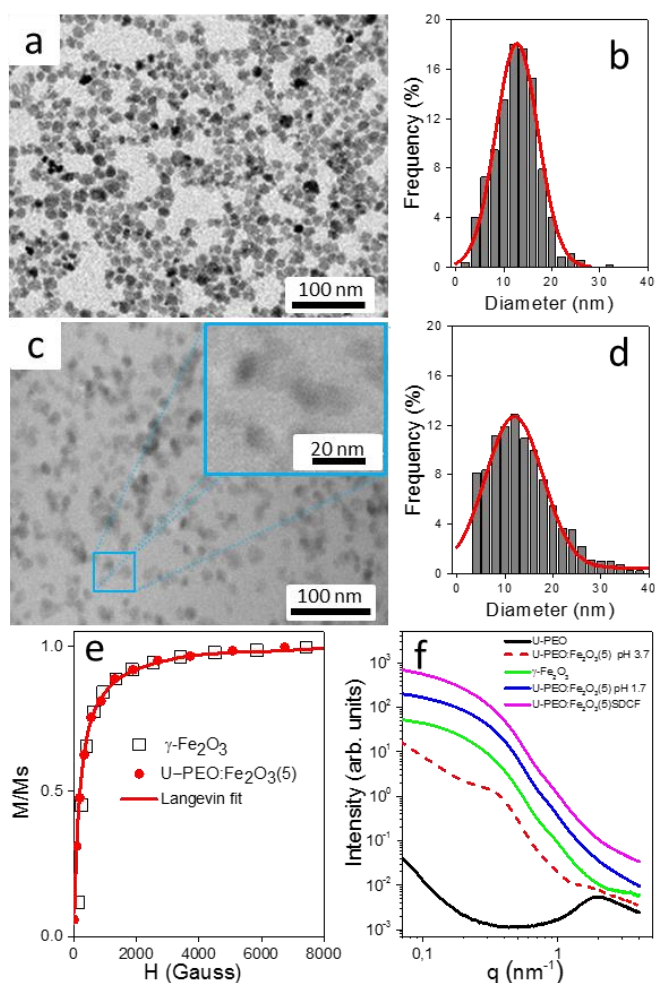 a
100 nm
b
20
16
12
8
4
0
Frequency (%)
0 10 20 30 40
Diameter (nm)
c
20 nm
100 nm
d
20
16
12
8
4
0
Frequency (%)
0 10 20 30 40
Diameter (nm)
e
1.0
0.5
0.0
M/Ms
γ-Fe₂O₃
U–PEO:Fe₂O₃(5)
Langevin fit
0 2000 4000 6000 8000
H (Gauss)
f
U-PEO
U-PEO:Fe₂O₃(5) pH 3.7
γ-Fe₂O₃
U-PEO:Fe₂O₃(5) pH 1.7
U-PEO:Fe₂O₃(5)SDCF
10³
10²
10¹
10⁰
10⁻¹
10⁻²
10⁻³
Intensity (arb. units)
0,1 1
q (nm⁻¹)